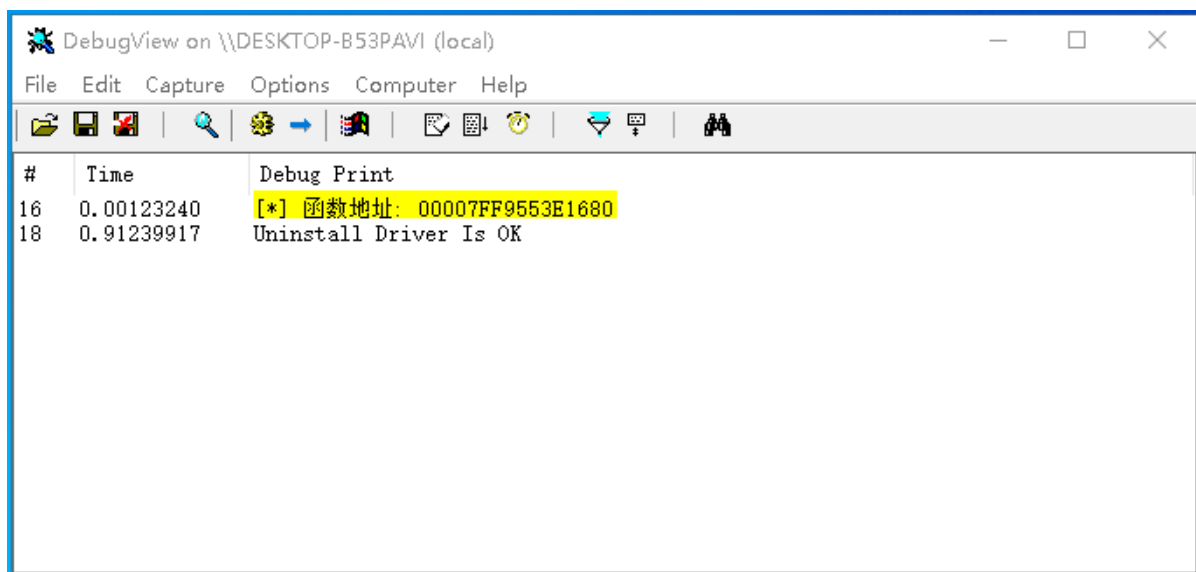 DebugView on \\DESKTOP-B53PAVI (local)
File Edit Capture Options Computer Help
# Time Debug Print
16 0.00123240 [*] 函数地址: 00007FF9553E1680
18 0.91239917 Uninstall Driver Is OK